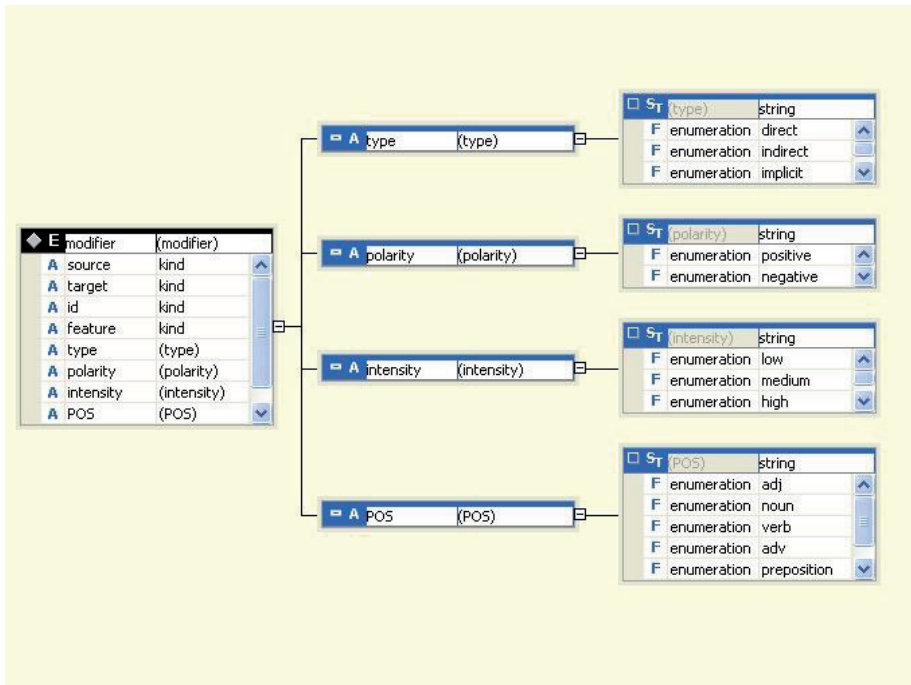 E modifier (modifier)
A source kind
A target kind
A id kind
A feature kind
A type (type)
A polarity (polarity)
A intensity (intensity)
A POS (POS)
A type (type)
A polarity (polarity)
A intensity (intensity)
A POS (POS)
ST (type) string
F enumeration direct
F enumeration indirect
F enumeration implicit
ST (polarity) string
F enumeration positive
F enumeration negative
ST (intensity) string
F enumeration low
F enumeration medium
F enumeration high
ST (POS) string
F enumeration adj
F enumeration noun
F enumeration verb
F enumeration adv
F enumeration preposition